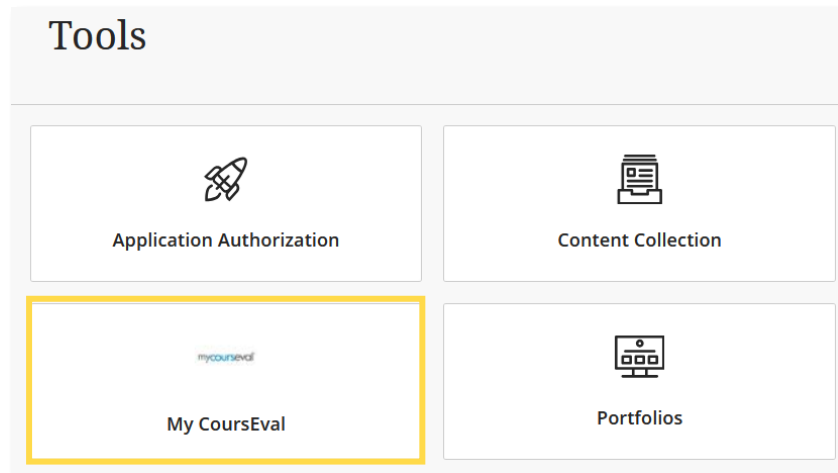 Tools
Application Authorization
Content Collection
mycourseval
My CoursEval
Portfolios